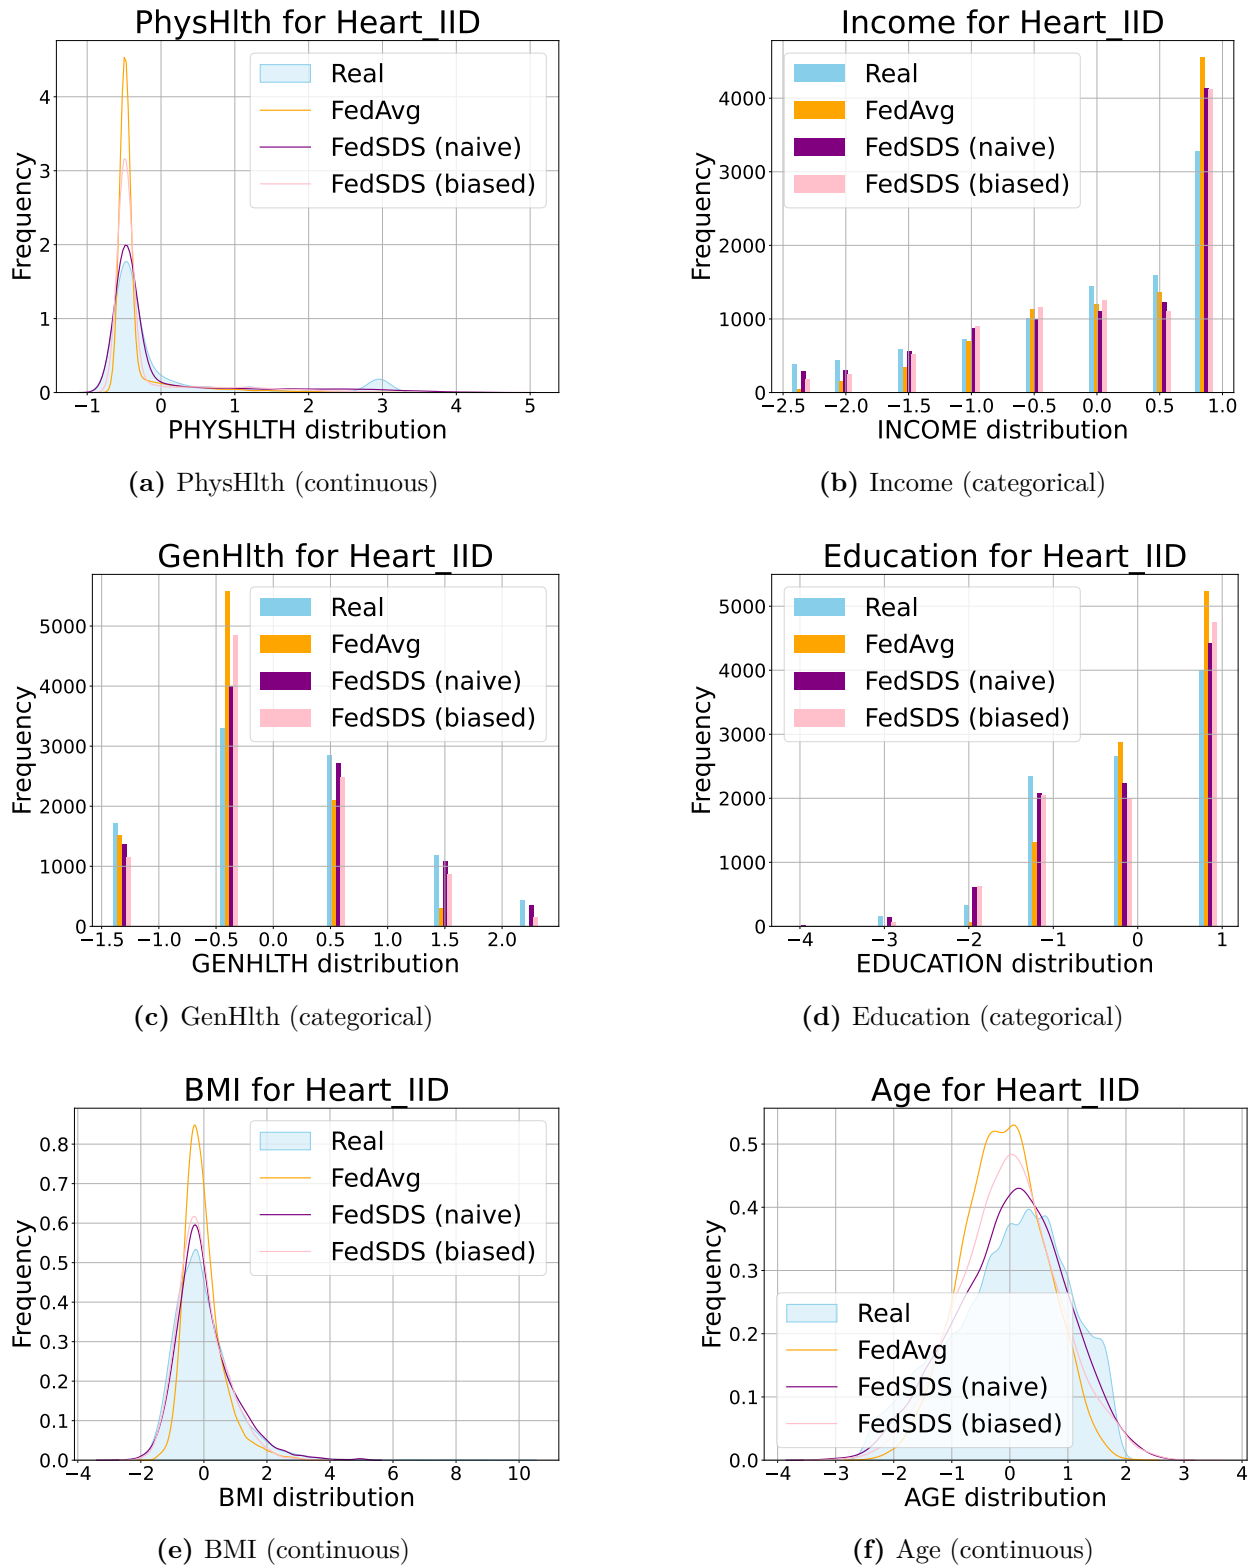 PhysHlth for Heart_IID
Real
FedAvg
FedSDS (naive)
FedSDS (biased)
Frequency
4
3
2
1
0
−1 0 1 2 3 4 5
PHYSHLTH distribution
(a) PhysHlth (continuous)
Income for Heart_IID
Real
FedAvg
FedSDS (naive)
FedSDS (biased)
Frequency
4000
3000
2000
1000
0
−2.5 −2.0 −1.5 −1.0 −0.5 0.0 0.5 1.0
INCOME distribution
(b) Income (categorical)
GenHlth for Heart_IID
Real
FedAvg
FedSDS (naive)
FedSDS (biased)
Frequency
5000
4000
3000
2000
1000
0
−1.5 −1.0 −0.5 0.0 0.5 1.0 1.5 2.0
GENHLTH distribution
(c) GenHlth (categorical)
Education for Heart_IID
Real
FedAvg
FedSDS (naive)
FedSDS (biased)
Frequency
5000
4000
3000
2000
1000
0
−4 −3 −2 −1 0 1
EDUCATION distribution
(d) Education (categorical)
BMI for Heart_IID
Real
FedAvg
FedSDS (naive)
FedSDS (biased)
Frequency
0.8
0.7
0.6
0.5
0.4
0.3
0.2
0.1
0.0
−4 −2 0 2 4 6 8 10
BMI distribution
(e) BMI (continuous)
Age for Heart_IID
Real
FedAvg
FedSDS (naive)
FedSDS (biased)
Frequency
0.5
0.4
0.3
0.2
0.1
0.0
−4 −3 −2 −1 0 1 2 3 4
AGE distribution
(f) Age (continuous)